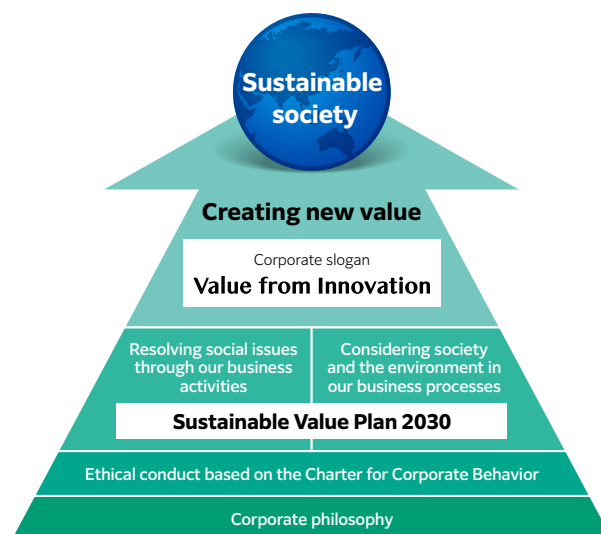 Sustainable
society
Creating new value
Corporate slogan
Value from Innovation
Resolving social issues
through our business
activities
Considering society
and the environment in
our business processes
Sustainable Value Plan 2030
Ethical conduct based on the Charter for Corporate Behavior
Corporate philosophy